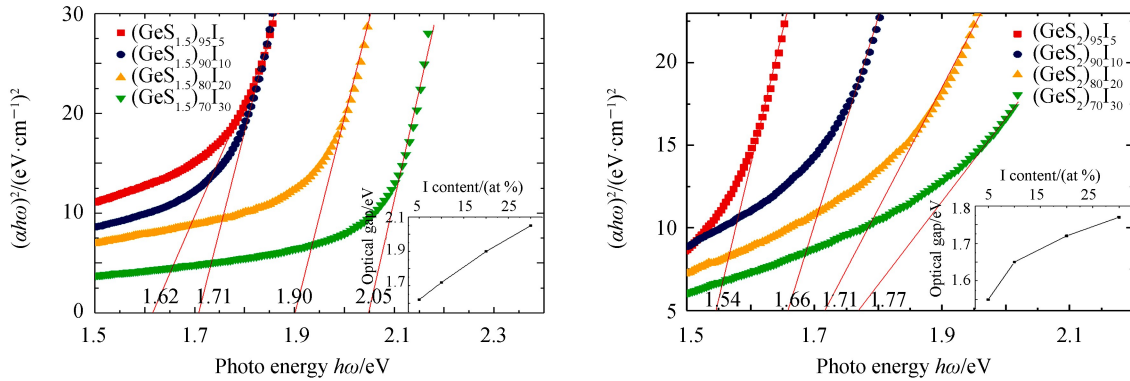 30
20
10
0
(αhω)²/(eV·cm⁻¹)²
(GeS₁.₅)₉₅I₅
(GeS₁.₅)₉₀I₁₀
(GeS₁.₅)₈₀I₂₀
(GeS₁.₅)₇₀I₃₀
I content/(at %)
5 15 25
2.1
1.9
1.7
Optical gap/eV
1.62 1.71 1.90 2.05
1.5 1.7 1.9 2.1 2.3
Photo energy hω/eV
20
15
10
5
(αhω)²/(eV·cm⁻¹)²
(GeS₂)₉₅I₅
(GeS₂)₉₀I₁₀
(GeS₂)₈₀I₂₀
(GeS₂)₇₀I₃₀
I content/(at %)
5 15 25
1.8
1.7
1.6
Optical gap/eV
1.54 1.66 1.71 1.77
1.5 1.7 1.9 2.1
Photo energy hω/eV